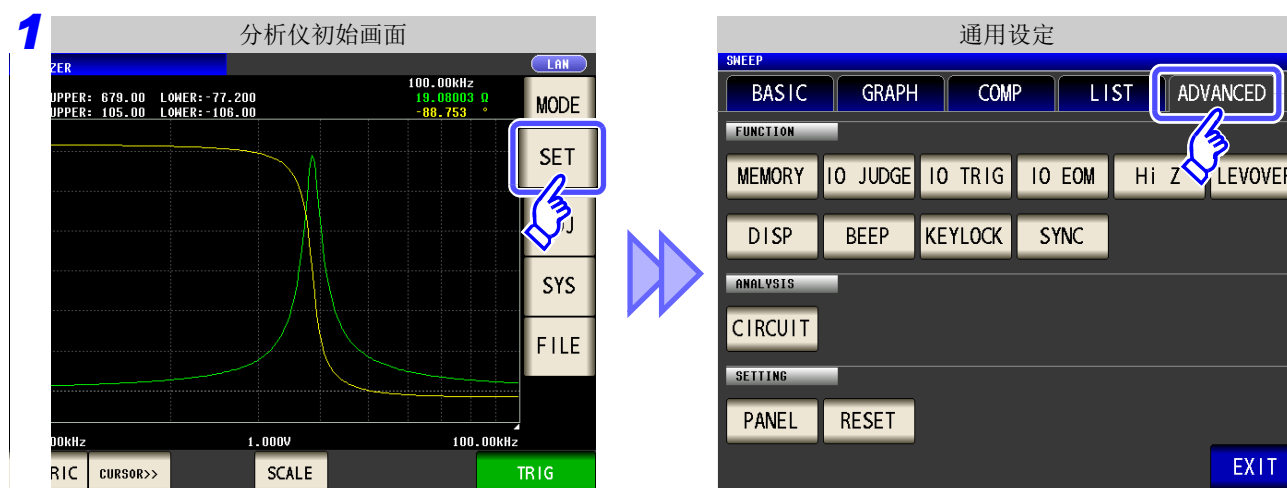 1
分析仪初始画面
ZER
LAN
UPPER: 679.00 LOWER:-77.200
UPPER: 105.00 LOWER:-106.00
100.00kHz
19.08003 Ω
-88.753 °
MODE
SET
SYS
FILE
00kHz
1.000V
100.00kHz
RIC
CURSOR>>
SCALE
TRIG
通用设定
SWEEP
BASIC GRAPH COMP LIST ADVANCED
FUNCTION
MEMORY IO JUDGE IO TRIG IO EOM Hi Z LEVOVER
DISP BEEP KEYLOCK SYNC
ANALYSIS
CIRCUIT
SETTING
PANEL RESET
EXIT